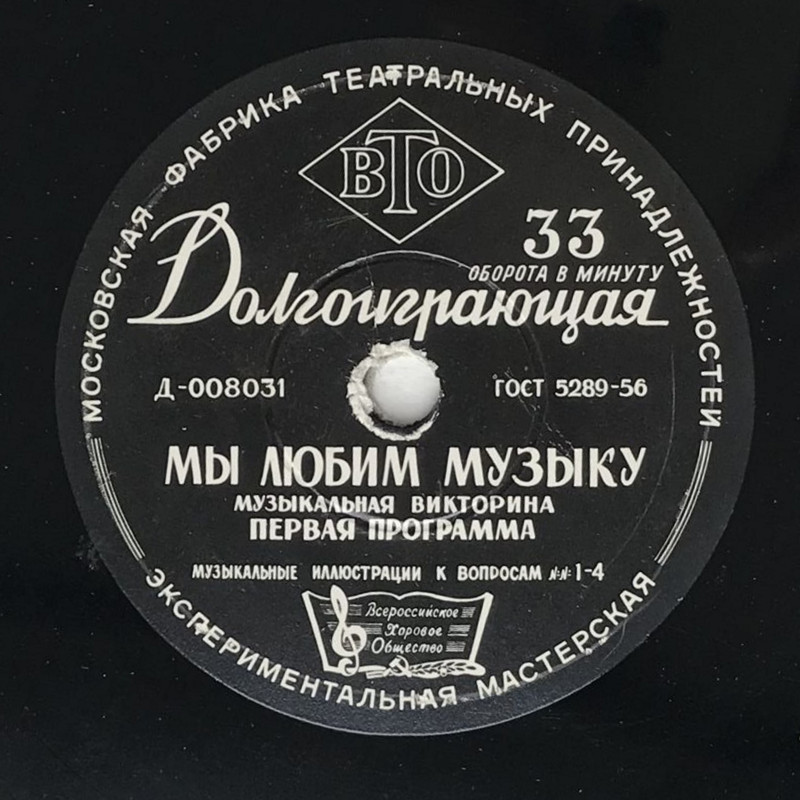 МОСКОВСКАЯ ФАБРИКА ТЕАТРАЛЬНЫХ ПРИНАДЛЕЖНОСТЕЙ
ВТО
33
ОБОРОТА В МИНУТУ
Долгоиграющая
Д-008031
ГОСТ 5289-56
МЫ ЛЮБИМ МУЗЫКУ
МУЗЫКАЛЬНАЯ ВИКТОРИНА
ПЕРВАЯ ПРОГРАММА
МУЗЫКАЛЬНЫЕ ИЛЛЮСТРАЦИИ К ВОПРОСАМ №№ 1-4
Всероссийское
Хоровое
Общество
ЭКСПЕРИМЕНТАЛЬНАЯ МАСТЕРСКАЯ